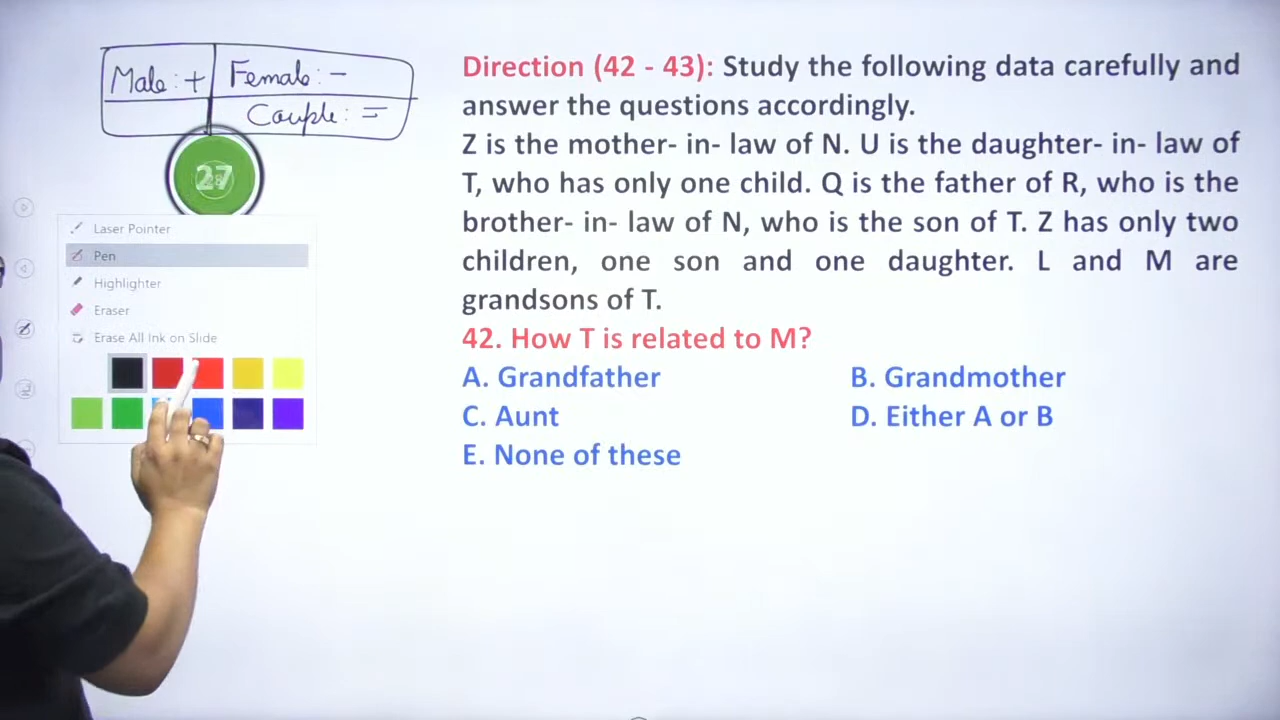 Male: +
Female: -
Couple: =
27
Laser Pointer
Pen
Highlighter
Eraser
Erase All Ink on Slide
Direction (42 - 43): Study the following data carefully and
answer the questions accordingly.
Z is the mother- in- law of N. U is the daughter- in- law of
T, who has only one child. Q is the father of R, who is the
brother- in- law of N, who is the son of T. Z has only two
children, one son and one daughter. L and M are
grandsons of T.
42. How T is related to M?
A. Grandfather
B. Grandmother
C. Aunt
D. Either A or B
E. None of these